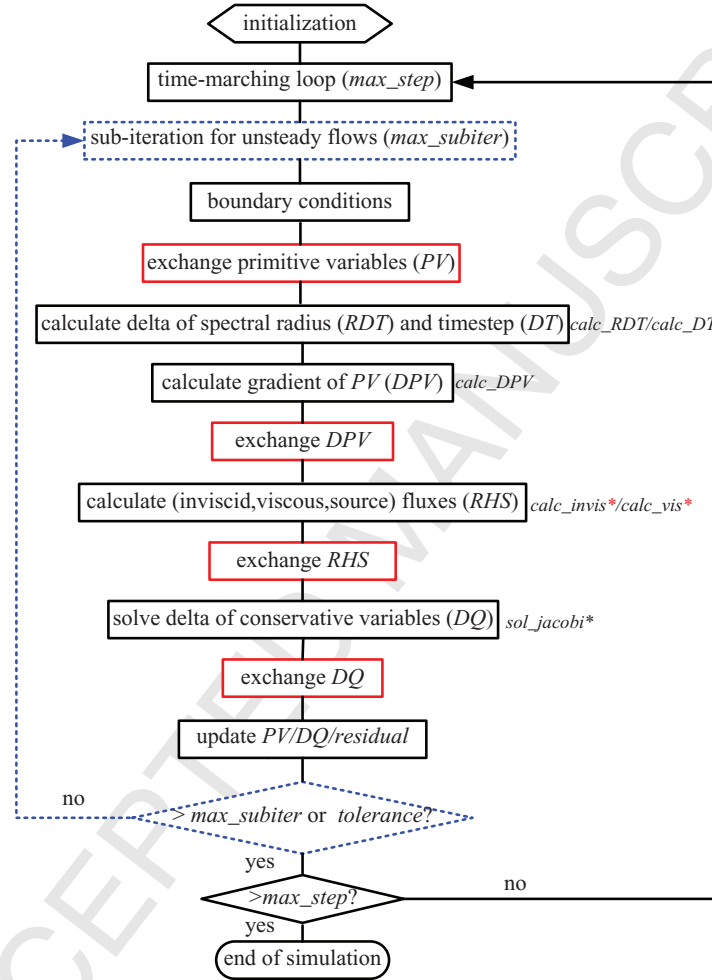 initialization
time-marching loop (max_step)
sub-iteration for unsteady flows (max_subiter)
boundary conditions
exchange primitive variables (PV)
calculate delta of spectral radius (RDT) and timestep (DT) calc_RDT/calc_DT
calculate gradient of PV (DPV) calc_DPV
exchange DPV
calculate (inviscid,viscous,source) fluxes (RHS) calc_invis*/calc_vis*
exchange RHS
solve delta of conservative variables (DQ) sol_jacobi*
exchange DQ
update PV/DQ/residual
no
> max_subiter or tolerance?
yes
>max_step?
no
yes
end of simulation